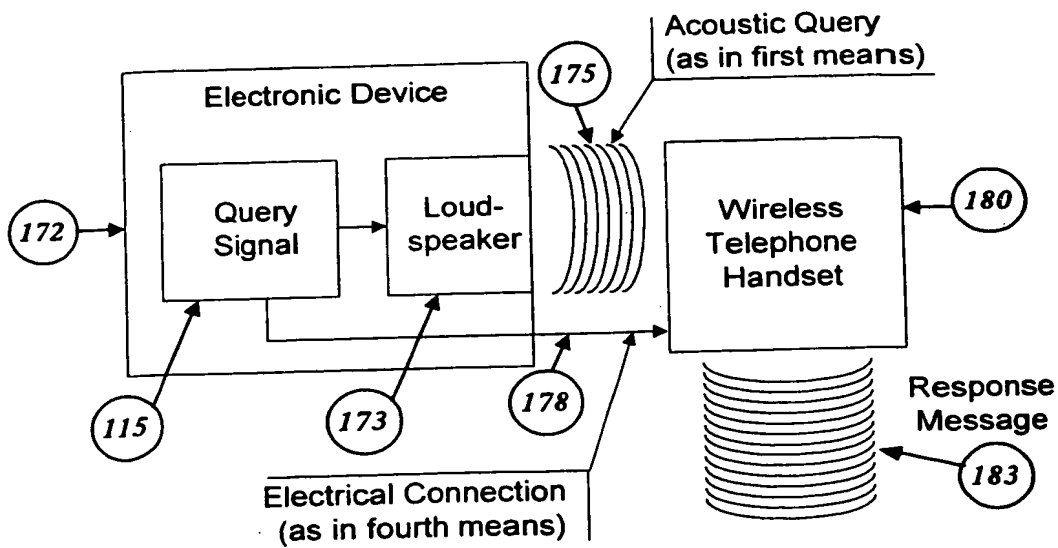 Acoustic Query
(as in first means)
175
Electronic Device
172
Query
Signal
Loud-
speaker
Wireless
Telephone
Handset
180
115
173
178
Response
Message
183
Electrical Connection
(as in fourth means)